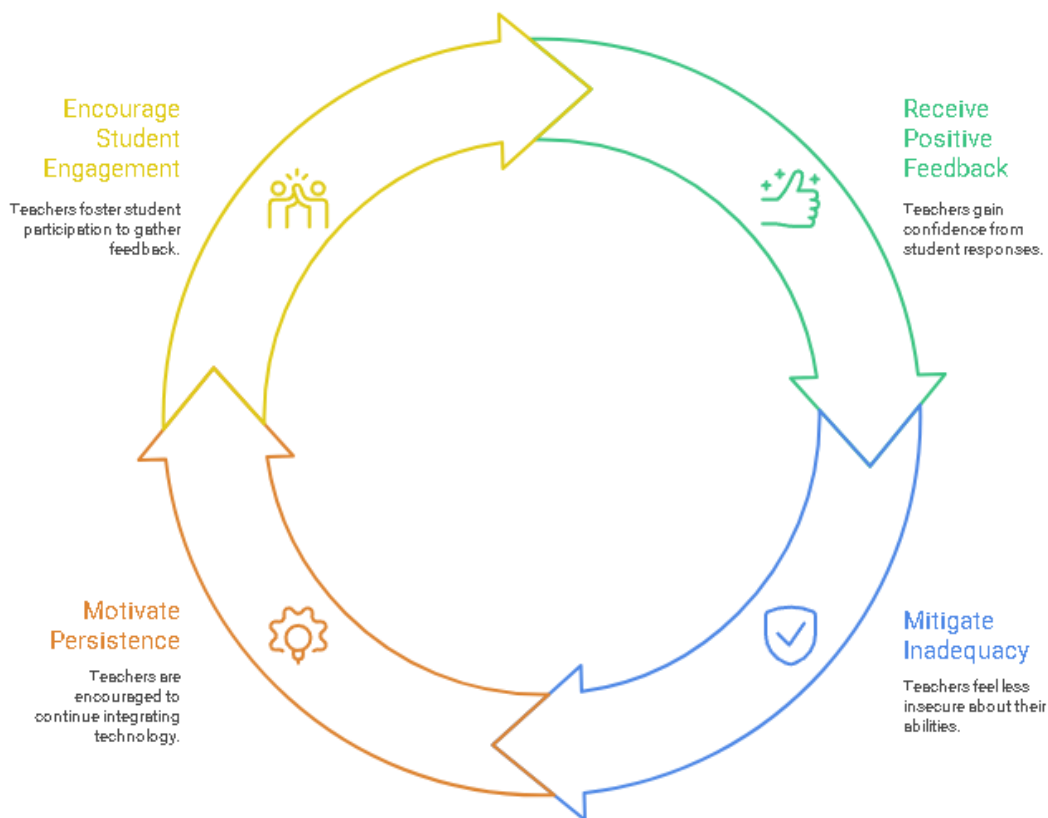 Encourage
Student
Engagement
Teachers foster student
participation to gather
feedback.
Receive
Positive
Feedback
Teachers gain
confidence from
student responses.
Mitigate
Inadequacy
Teachers feel less
insecure about their
abilities.
Motivate
Persistence
Teachers are
encouraged to
continue integrating
technology.